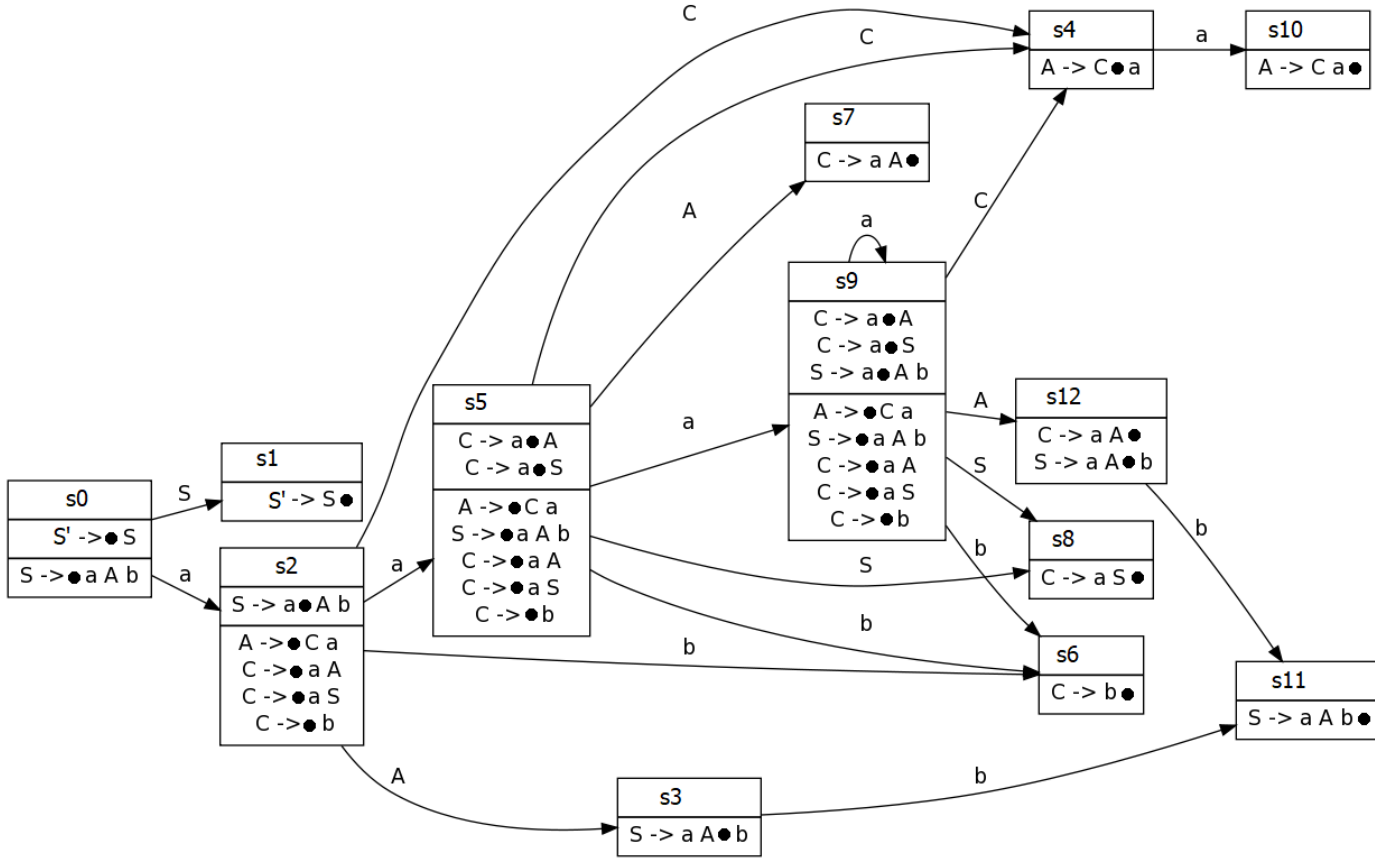 C
s4
A -> C●a
a
s10
A -> C a●
C
s7
C -> a A●
A
C
a
s9
C -> a●A
C -> a●S
S -> a●A b
A ->●C a
S ->●a A b
C ->●a A
C ->●a S
C ->●b
s5
C -> a●A
C -> a●S
A ->●C a
S ->●a A b
C ->●a A
C ->●a S
C ->●b
a
A
s12
C -> a A●
S -> a A●b
s1
S' -> S●
S
s0
S' ->●S
S ->●a A b
a
s2
S -> a●A b
A ->●C a
C ->●a A
C ->●a S
C ->●b
a
S
S
b
b
s8
C -> a S●
b
b
b
s6
C -> b●
s11
S -> a A b●
A
s3
S -> a A●b
b